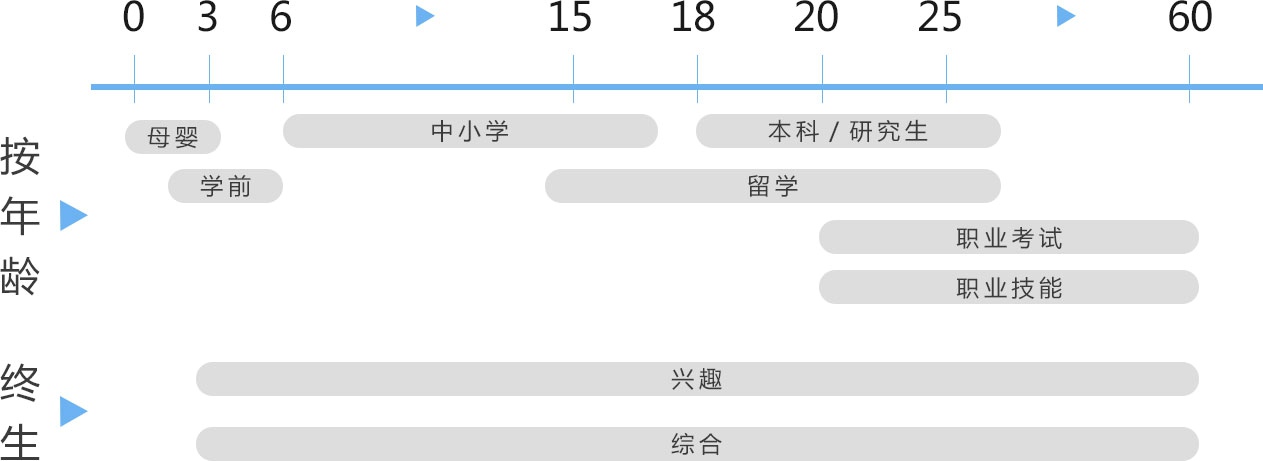 0 3 6 15 18 20 25 60
按年龄
母婴 中小学 本科 / 研究生
学前 留学
职业考试
职业技能
终生
兴趣
综合